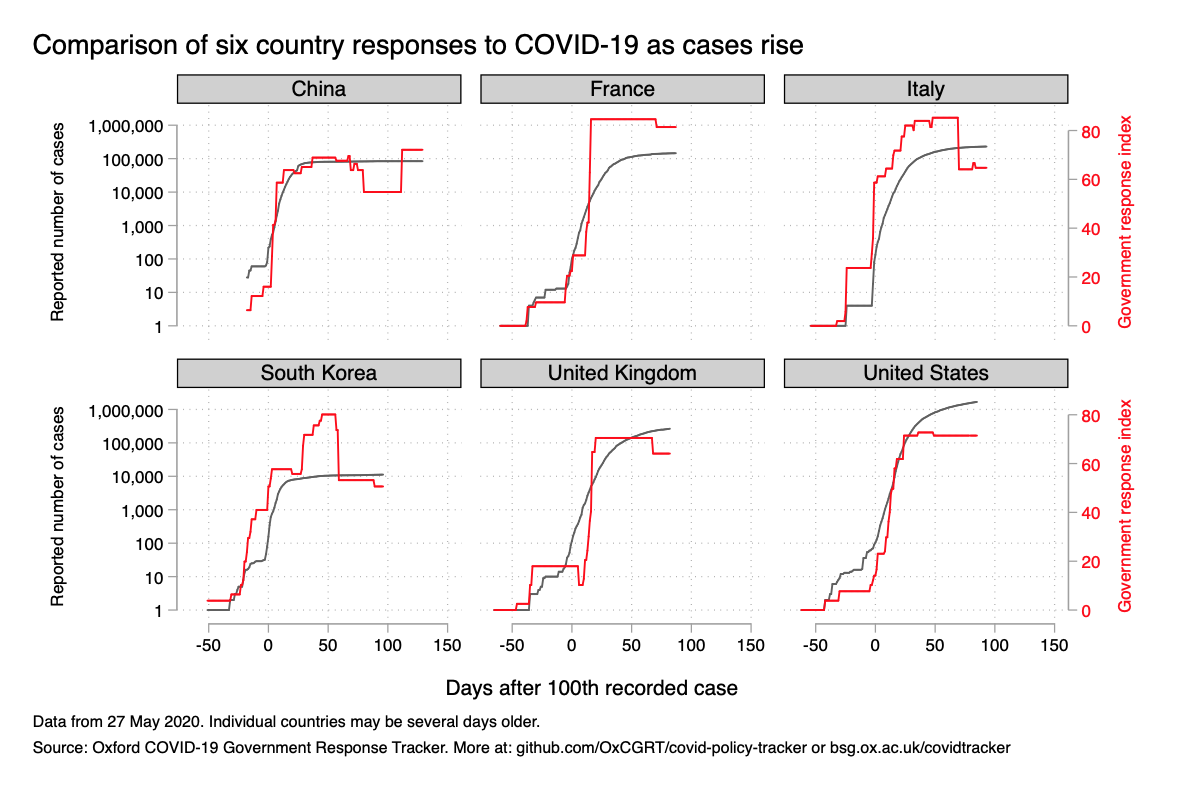 Comparison of six country responses to COVID-19 as cases rise
China
France
Italy
Reported number of cases
1,000,000
100,000
10,000
1,000
100
10
1
80
60
40
20
0
Government response index
South Korea
United Kingdom
United States
Reported number of cases
1,000,000
100,000
10,000
1,000
100
10
1
80
60
40
20
0
Government response index
-50 0 50 100 150
-50 0 50 100 150
-50 0 50 100 150
Days after 100th recorded case
Data from 27 May 2020. Individual countries may be several days older.
Source: Oxford COVID-19 Government Response Tracker. More at: github.com/OxCGRT/covid-policy-tracker or bsg.ox.ac.uk/covidtracker